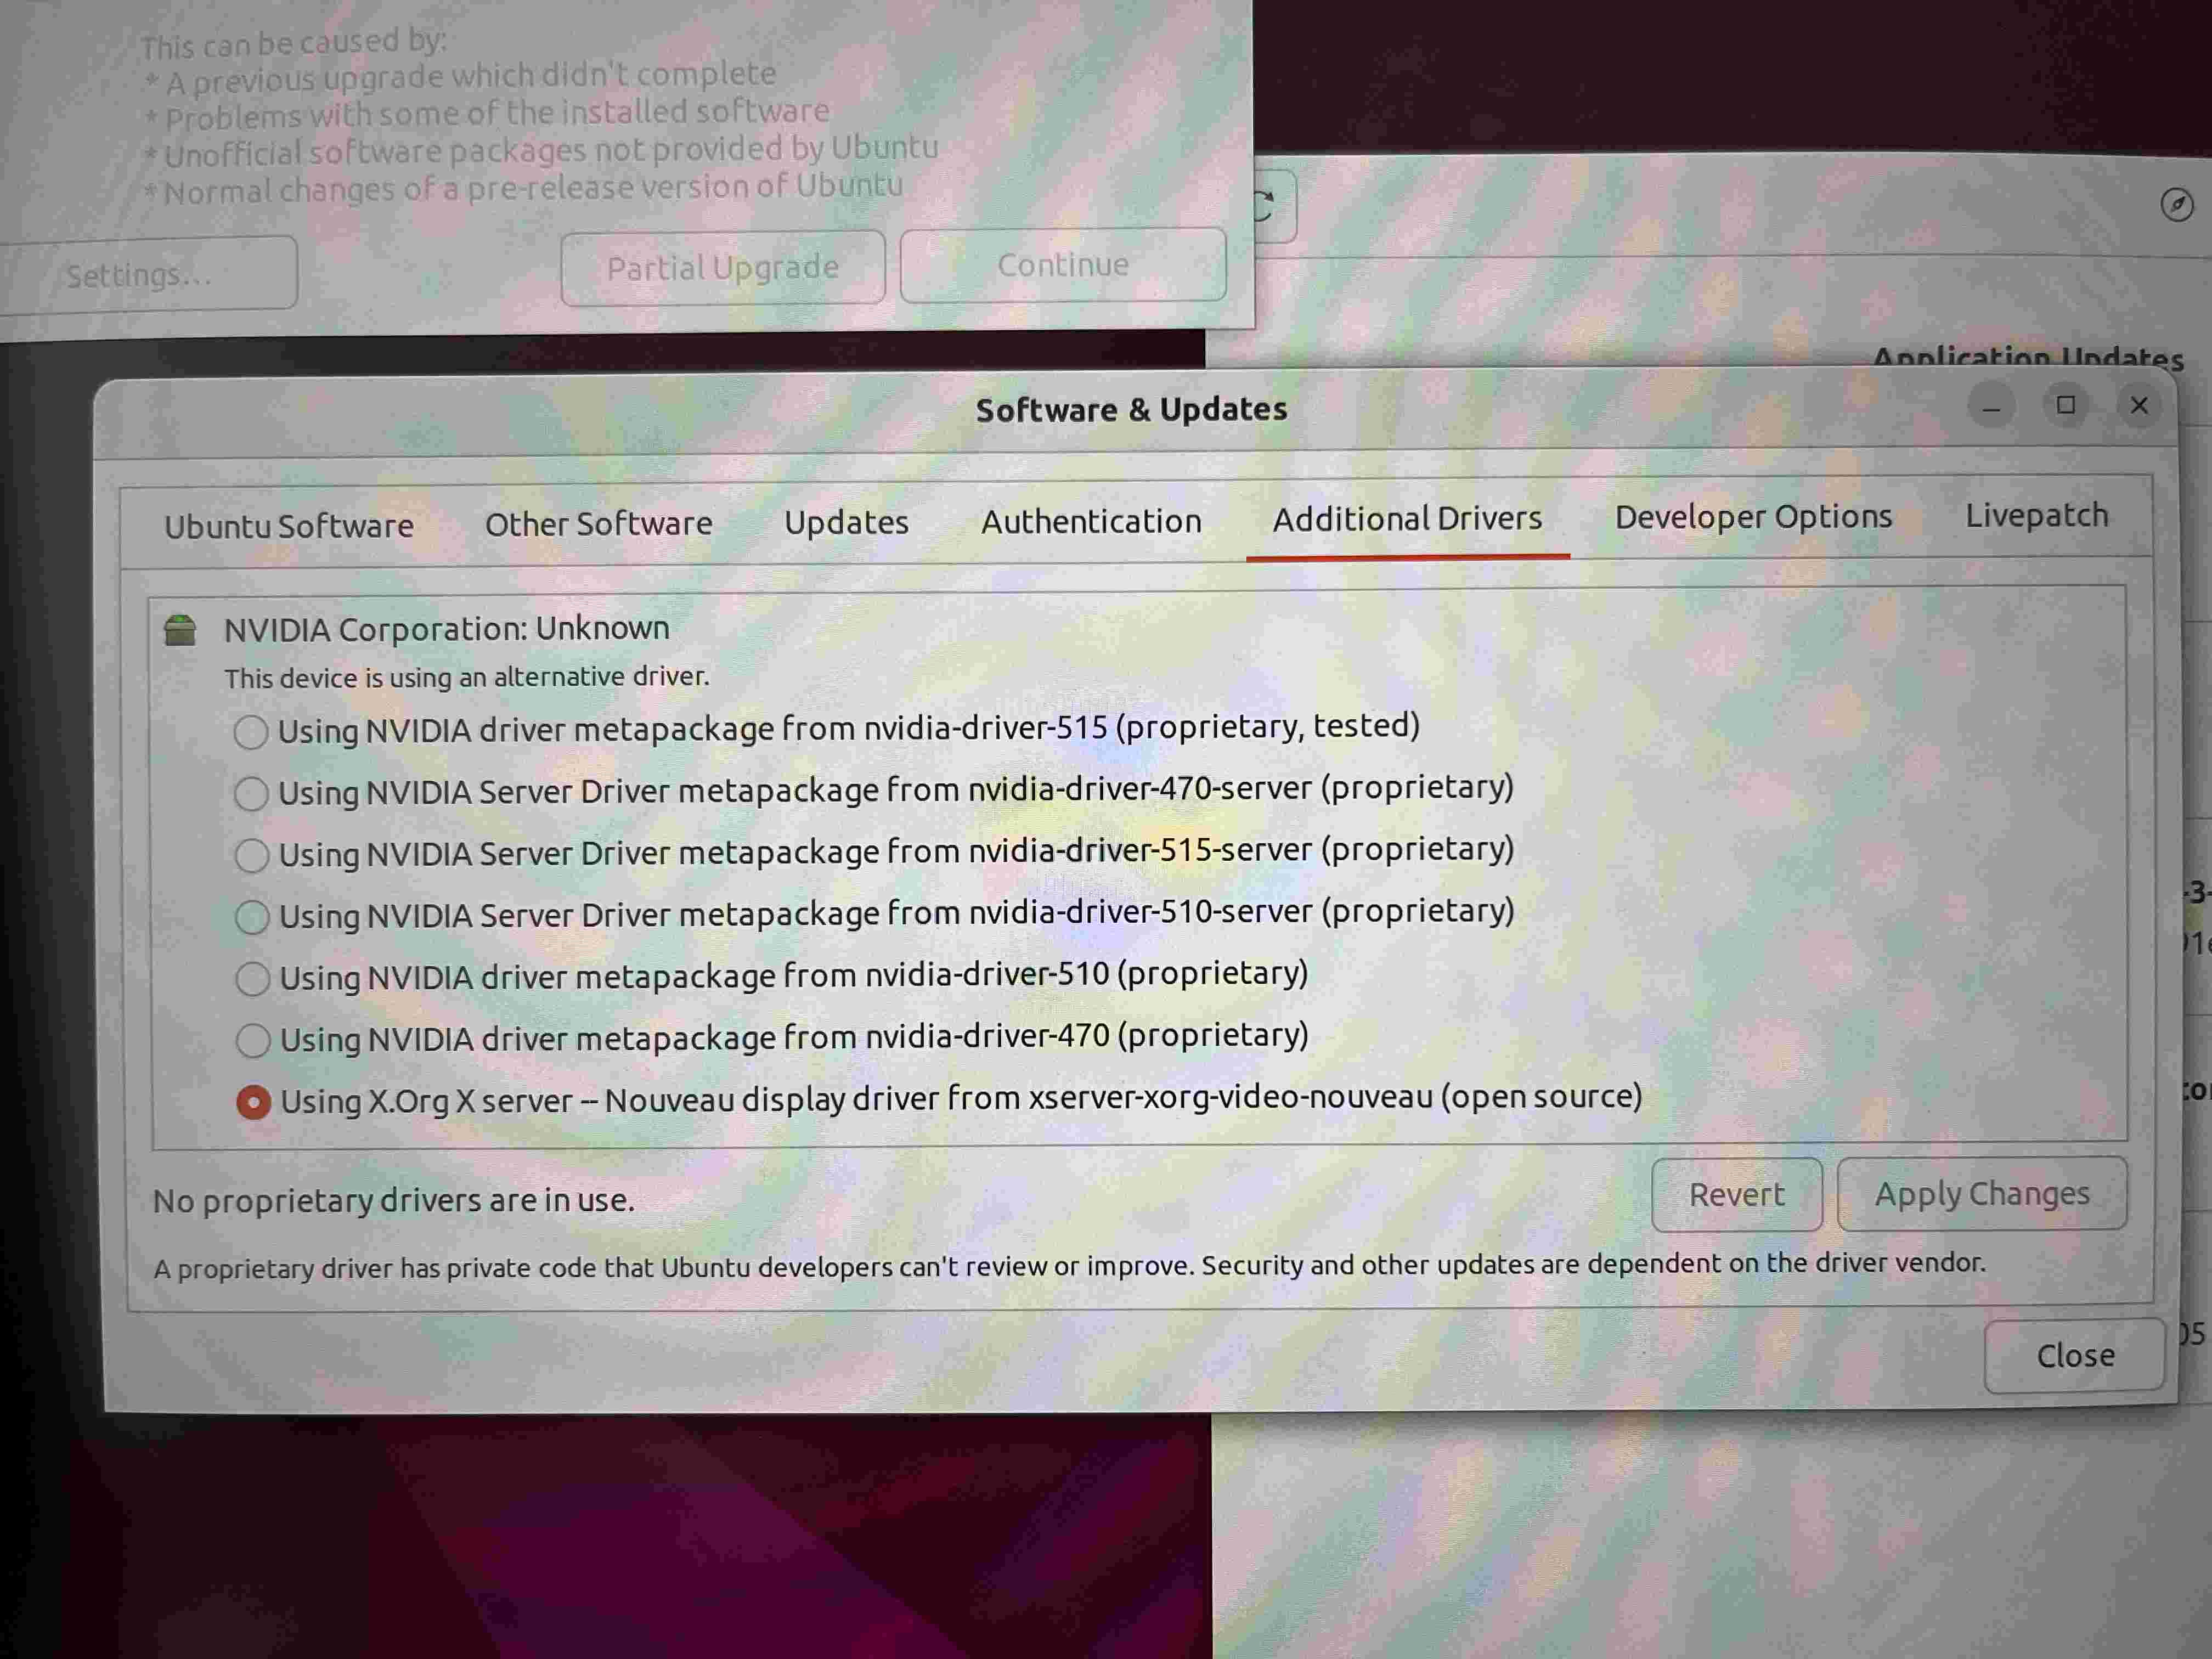 This can be caused by:
* A previous upgrade which didn't complete
* Problems with some of the installed software
* Unofficial software packages not provided by Ubuntu
* Normal changes of a pre-release version of Ubuntu
Settings...
Partial Upgrade
Continue
Application Updates
Software & Updates
Ubuntu Software
Other Software
Updates
Authentication
Additional Drivers
Developer Options
Livepatch
NVIDIA Corporation: Unknown
This device is using an alternative driver.
Using NVIDIA driver metapackage from nvidia-driver-515 (proprietary, tested)
Using NVIDIA Server Driver metapackage from nvidia-driver-470-server (proprietary)
Using NVIDIA Server Driver metapackage from nvidia-driver-515-server (proprietary)
Using NVIDIA Server Driver metapackage from nvidia-driver-510-server (proprietary)
Using NVIDIA driver metapackage from nvidia-driver-510 (proprietary)
Using NVIDIA driver metapackage from nvidia-driver-470 (proprietary)
Using X.Org X server -- Nouveau display driver from xserver-xorg-video-nouveau (open source)
No proprietary drivers are in use.
Revert
Apply Changes
A proprietary driver has private code that Ubuntu developers can't review or improve. Security and other updates are dependent on the driver vendor.
Close